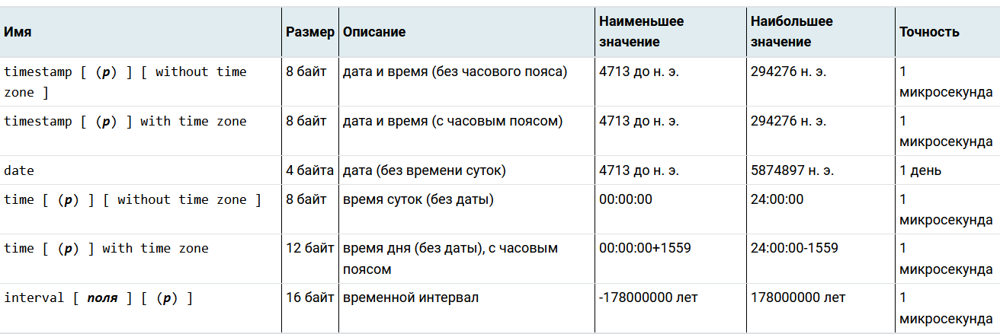 Имя Размер Описание Наименьшее значение Наибольшее значение Точность
timestamp [ (p) ] [ without time zone ] 8 байт дата и время (без часового пояса) 4713 до н. э. 294276 н. э. 1 микросекунда
timestamp [ (p) ] with time zone 8 байт дата и время (с часовым поясом) 4713 до н. э. 294276 н. э. 1 микросекунда
date 4 байта дата (без времени суток) 4713 до н. э. 5874897 н. э. 1 день
time [ (p) ] [ without time zone ] 8 байт время суток (без даты) 00:00:00 24:00:00 1 микросекунда
time [ (p) ] with time zone 12 байт время дня (без даты), с часовым поясом 00:00:00+1559 24:00:00-1559 1 микросекунда
interval [ поля ] [ (p) ] 16 байт временной интервал -178000000 лет 178000000 лет 1 микросекунда